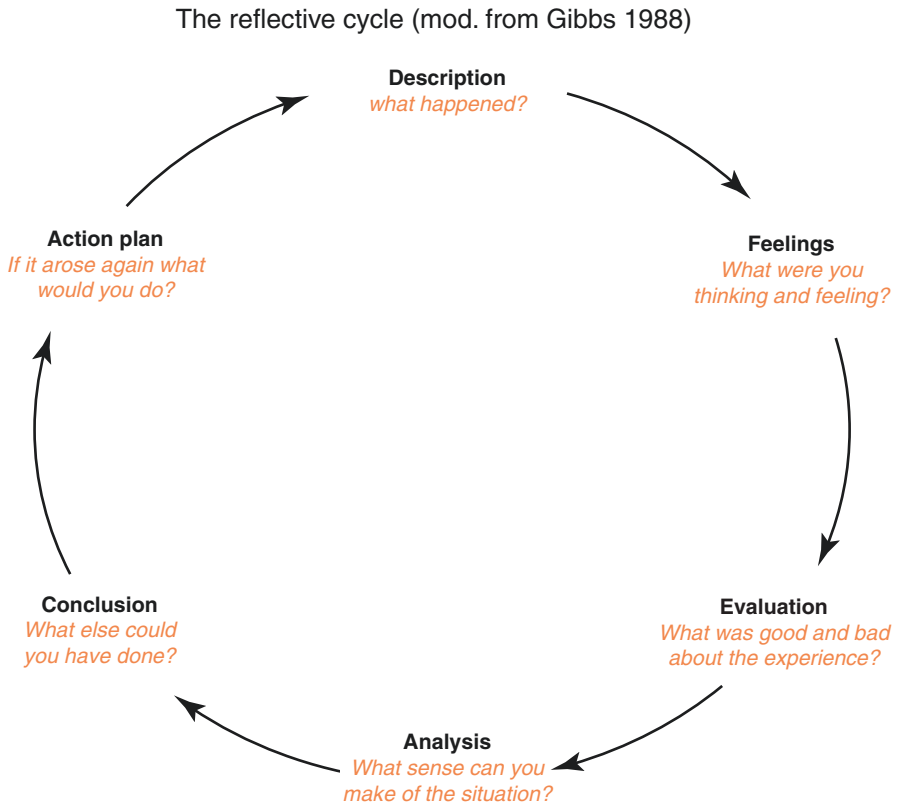 The reflective cycle (mod. from Gibbs 1988)
Description
what happened?
Feelings
What were you
thinking and feeling?
Evaluation
What was good and bad
about the experience?
Analysis
What sense can you
make of the situation?
Conclusion
What else could
you have done?
Action plan
If it arose again what
would you do?